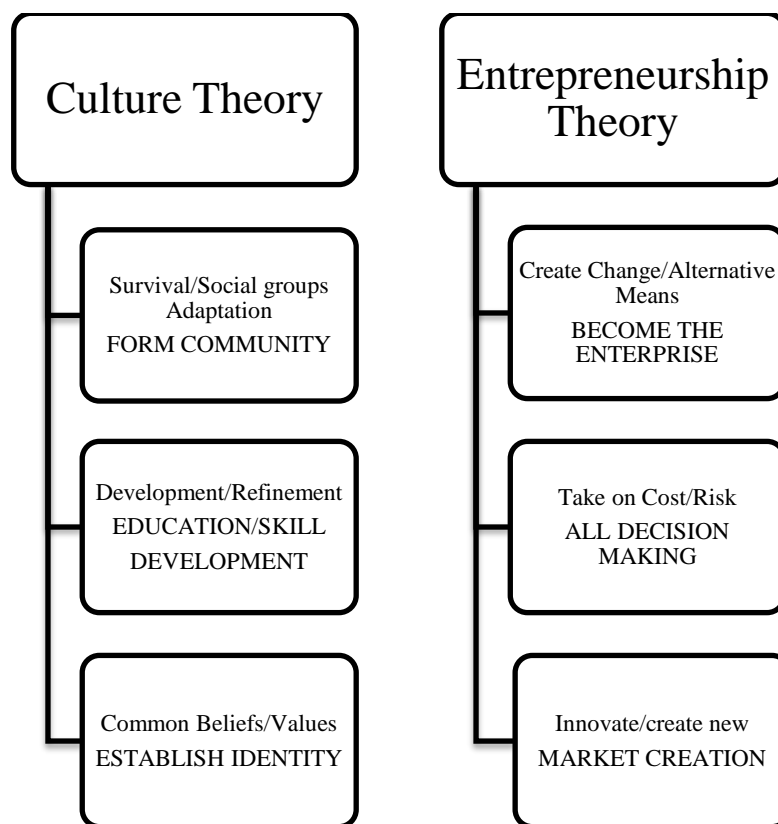 Culture Theory
Survival/Social groups
Adaptation
FORM COMMUNITY
Development/Refinement
EDUCATION/SKILL
DEVELOPMENT
Common Beliefs/Values
ESTABLISH IDENTITY
Entrepreneurship
Theory
Create Change/Alternative
Means
BECOME THE
ENTERPRISE
Take on Cost/Risk
ALL DECISION
MAKING
Innovate/create new
MARKET CREATION